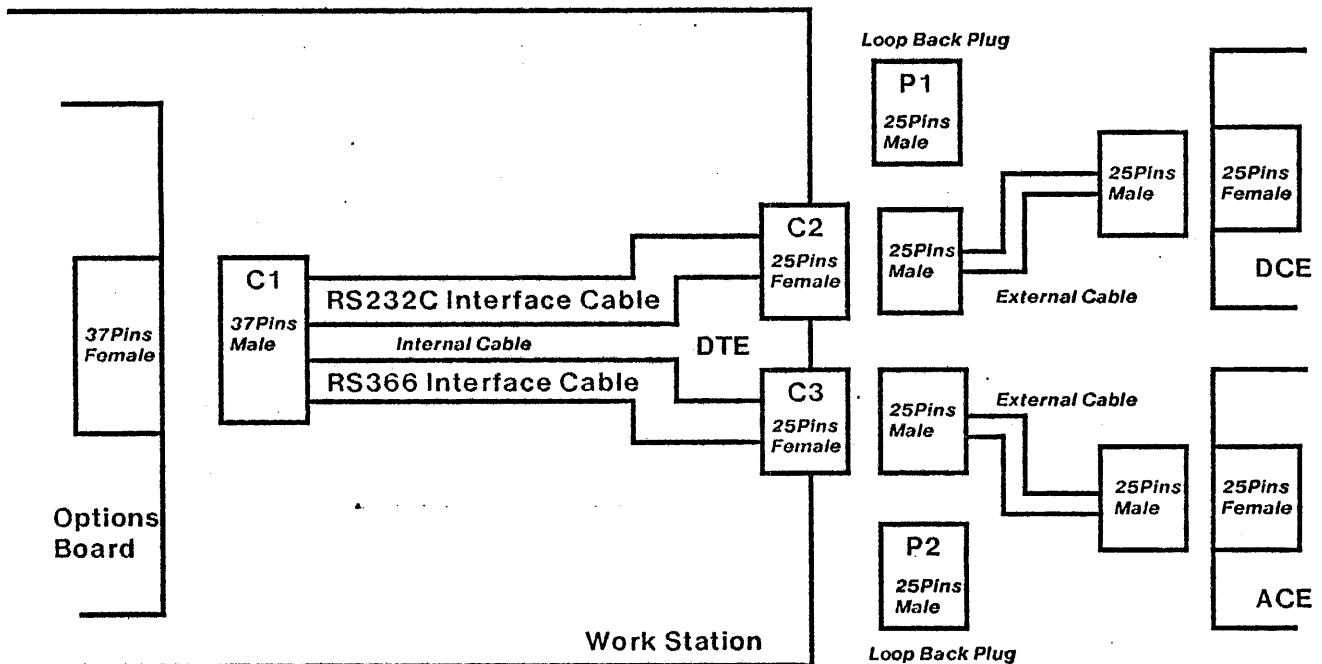 Loop Back Plug
P1
25Pins
Male
25Pins
Male
25Pins
Female
DCE
C2
25Pins
Female
25Pins
Male
External Cable
C1
37Pins
Male
RS232C Interface Cable
Internal Cable
RS366 Interface Cable
DTE
37Pins
Female
C3
25Pins
Female
25Pins
Male
External Cable
25Pins
Male
25Pins
Female
ACE
Options
Board
P2
25Pins
Male
Loop Back Plug
Work Station